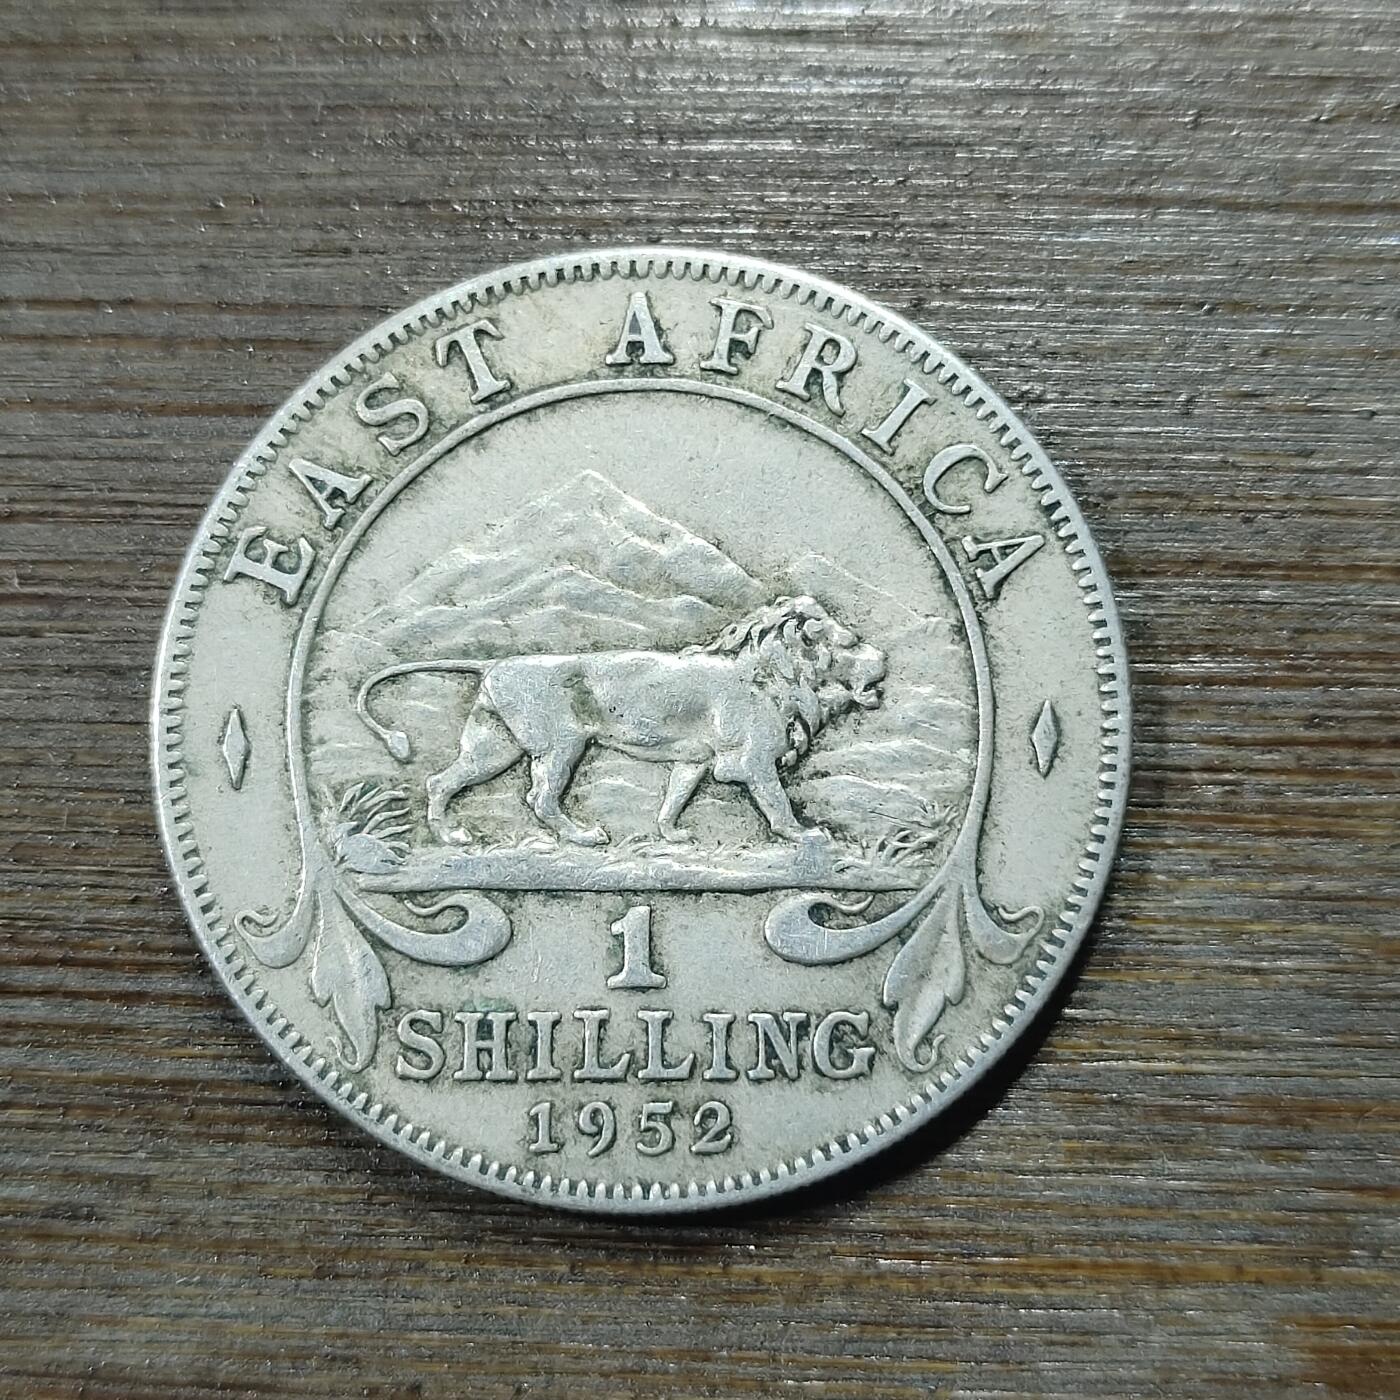 EAST AFRICA
1
SHILLING
1952